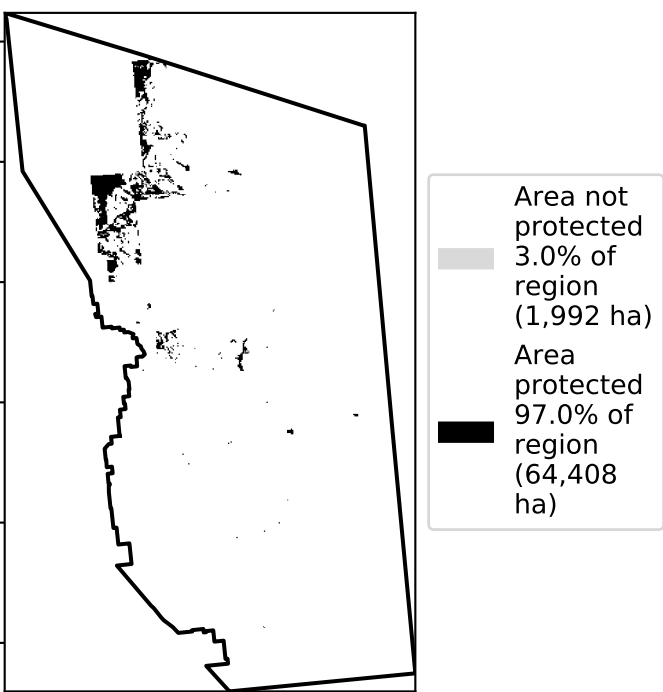 Area not
protected
3.0% of
region
(1,992 ha)
Area
protected
97.0% of
region
(64,408
ha)